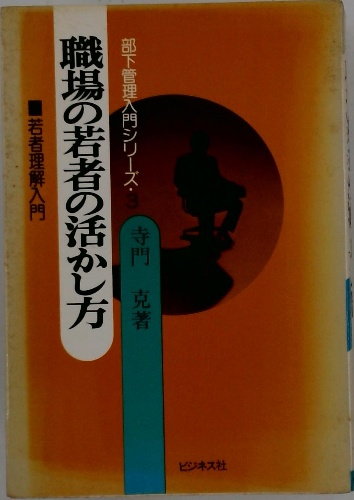 部下管理入門シリーズ・3
職場の若者の活かし方
■若者理解入門
寺門 克著
ビジネス社